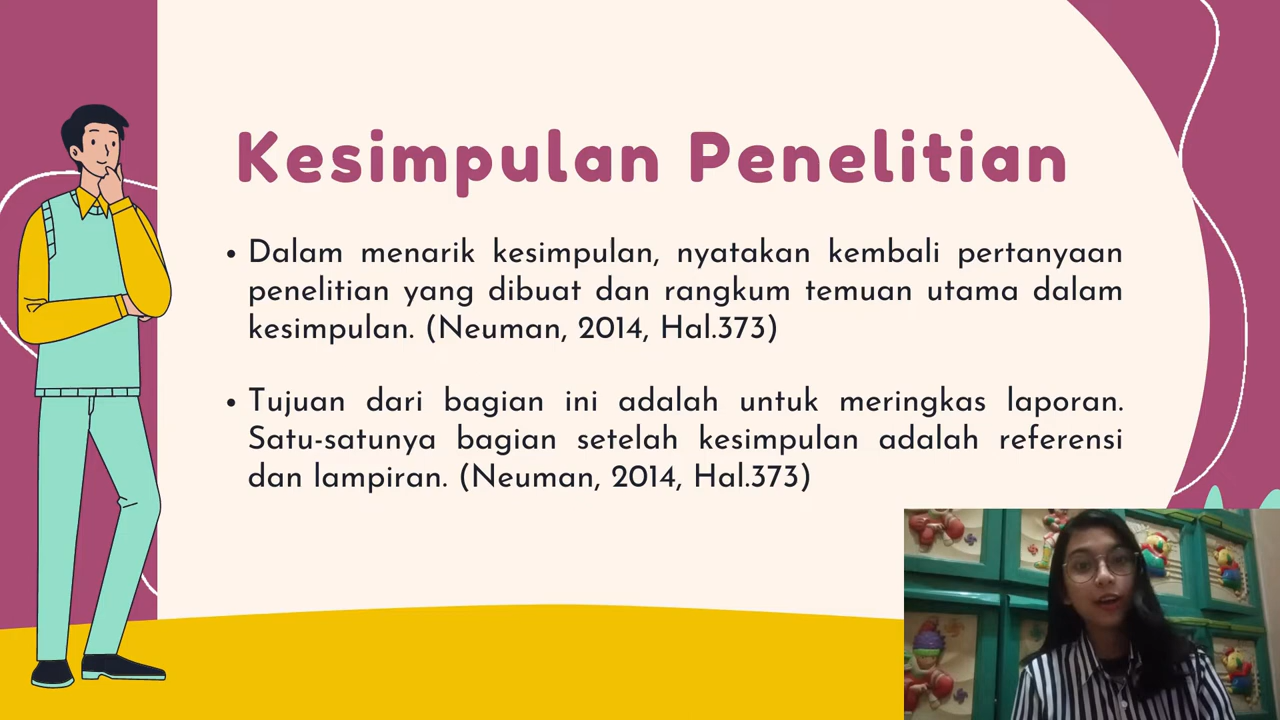 Kesimpulan Penelitian
• Dalam menarik kesimpulan, nyatakan kembali pertanyaan
penelitian yang dibuat dan rangkum temuan utama dalam
kesimpulan. (Neuman, 2014, Hal.373)
• Tujuan dari bagian ini adalah untuk meringkas laporan.
Satu-satunya bagian setelah kesimpulan adalah referensi
dan lampiran. (Neuman, 2014, Hal.373)